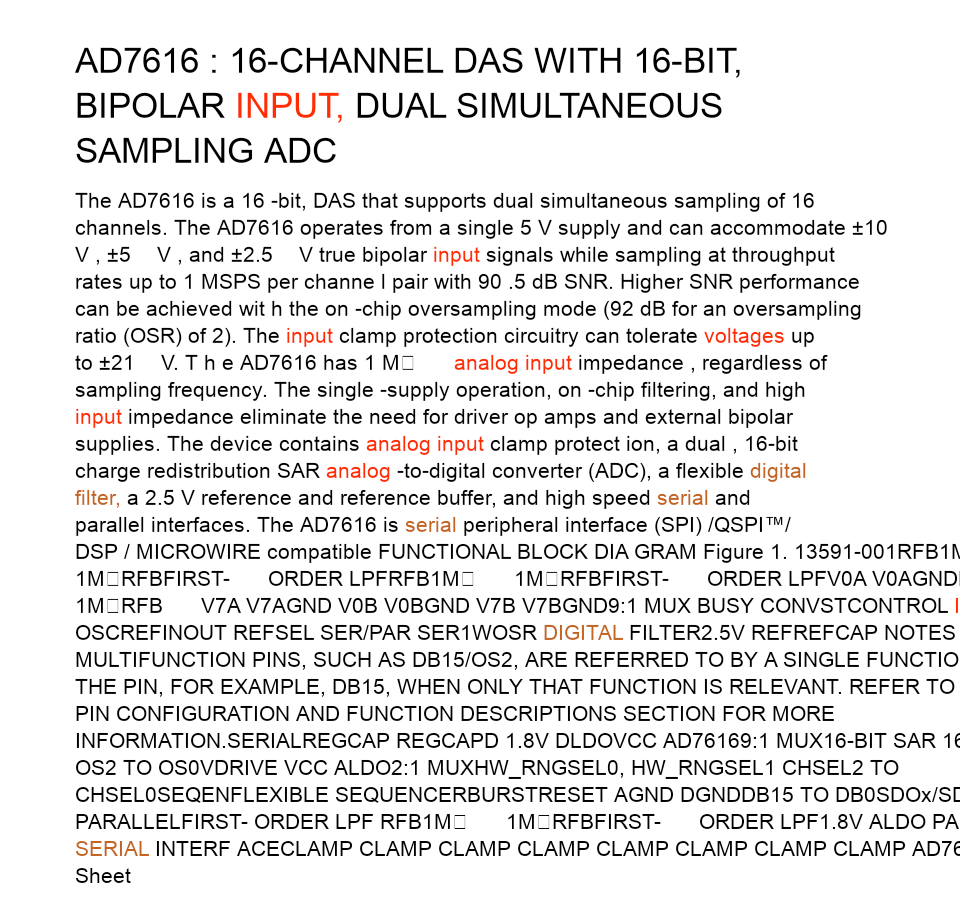 AD7616 : 16-CHANNEL DAS WITH 16-BIT,
BIPOLAR INPUT, DUAL SIMULTANEOUS
SAMPLING ADC
The AD7616 is a 16 -bit, DAS that supports dual simultaneous sampling of 16
channels. The AD7616 operates from a single 5 V supply and can accommodate ±10
V , ±5 V , and ±2.5 V true bipolar input signals while sampling at throughput
rates up to 1 MSPS per channe l pair with 90 .5 dB SNR. Higher SNR performance
can be achieved wit h the on -chip oversampling mode (92 dB for an oversampling
ratio (OSR) of 2). The input clamp protection circuitry can tolerate voltages up
to ±21 V. T h e AD7616 has 1 M□ analog input impedance , regardless of
sampling frequency. The single -supply operation, on -chip filtering, and high
input impedance eliminate the need for driver op amps and external bipolar
supplies. The device contains analog input clamp protect ion, a dual , 16-bit
charge redistribution SAR analog -to-digital converter (ADC), a flexible digital
filter, a 2.5 V reference and reference buffer, and high speed serial and
parallel interfaces. The AD7616 is serial peripheral interface (SPI) /QSPI™/
DSP / MICROWIRE compatible FUNCTIONAL BLOCK DIA GRAM Figure 1. 13591-001RFB1M
1M□RFBFIRST- ORDER LPFRFB1M□ 1M□RFBFIRST- ORDER LPFV0A V0AGND
1M□RFB V7A V7AGND V0B V0BGND V7B V7BGND9:1 MUX BUSY CONVSTCONTROL
OSCREFINOUT REFSEL SER/PAR SER1WOSR DIGITAL FILTER2.5V REFREFCAP NOTES
MULTIFUNCTION PINS, SUCH AS DB15/OS2, ARE REFERRED TO BY A SINGLE FUNCTIO
THE PIN, FOR EXAMPLE, DB15, WHEN ONLY THAT FUNCTION IS RELEVANT. REFER TO
PIN CONFIGURATION AND FUNCTION DESCRIPTIONS SECTION FOR MORE
INFORMATION.SERIALREGCAP REGCAPD 1.8V DLDOVCC AD76169:1 MUX16-BIT SAR 16
OS2 TO OS0VDRIVE VCC ALDO2:1 MUXHW_RNGSEL0, HW_RNGSEL1 CHSEL2 TO
CHSEL0SEQENFLEXIBLE SEQUENCERBURSTRESET AGND DGNDDB15 TO DB0SDOx/SD
PARALLELFIRST- ORDER LPF RFB1M□ 1M□RFBFIRST- ORDER LPF1.8V ALDO PA
SERIAL INTERF ACECLAMP CLAMP CLAMP CLAMP CLAMP CLAMP CLAMP CLAMP AD76
Sheet